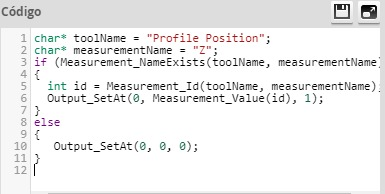 Código
1 char* toolName = "Profile Position";
2 char* measurementName = "Z";
3 if (Measurement_NameExists(toolName, measurementName)
4 {
5 int id = Measurement_Id(toolName, measurementName)
6 Output_SetAt(0, Measurement_Value(id), 1);
7 }
8 else
9 {
10 Output_SetAt(0, 0, 0);
11 }
12